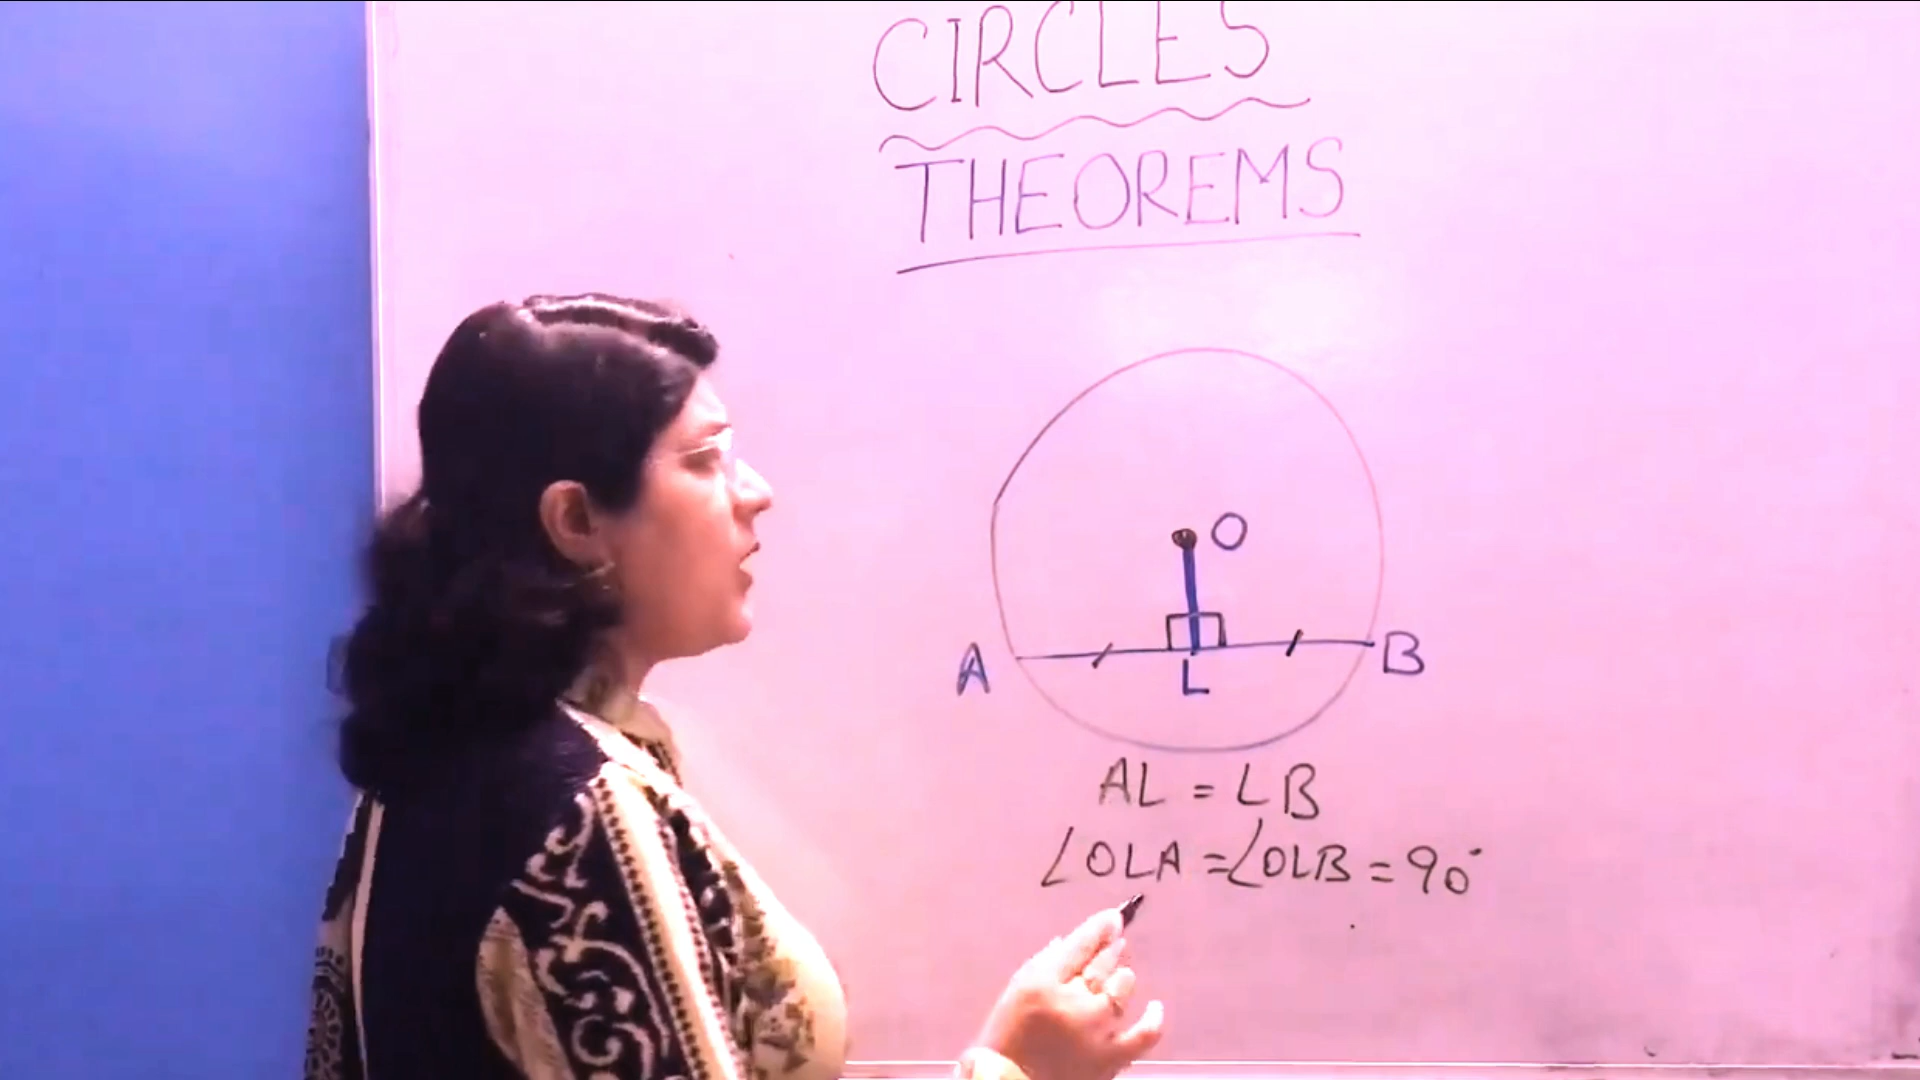 CIRCLES
THEOREMS
O
A
B
L
AL = LB
∠OLA = ∠OLB = 90°